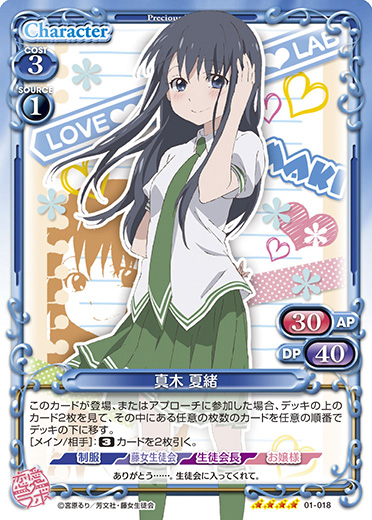 Precious
Character
COST
3
SOURCE
1
LOVE
LAB
MAKI
30 AP
DP 40
真木 夏緒
このカードが登場、またはアプローチに参加した場合、デッキの上の
カード2枚を見て、その中にある任意の枚数のカードを任意の順番で
デッキの下に移す。
[メイン/相手]: 3 カードを2枚引く。
制服 藤女生徒会 生徒会長 お嬢様
恋愛ラボ
ありがとう……。生徒会に入ってくれて。
©宮原るり/芳文社・藤女生徒会
★★★★ 01-018